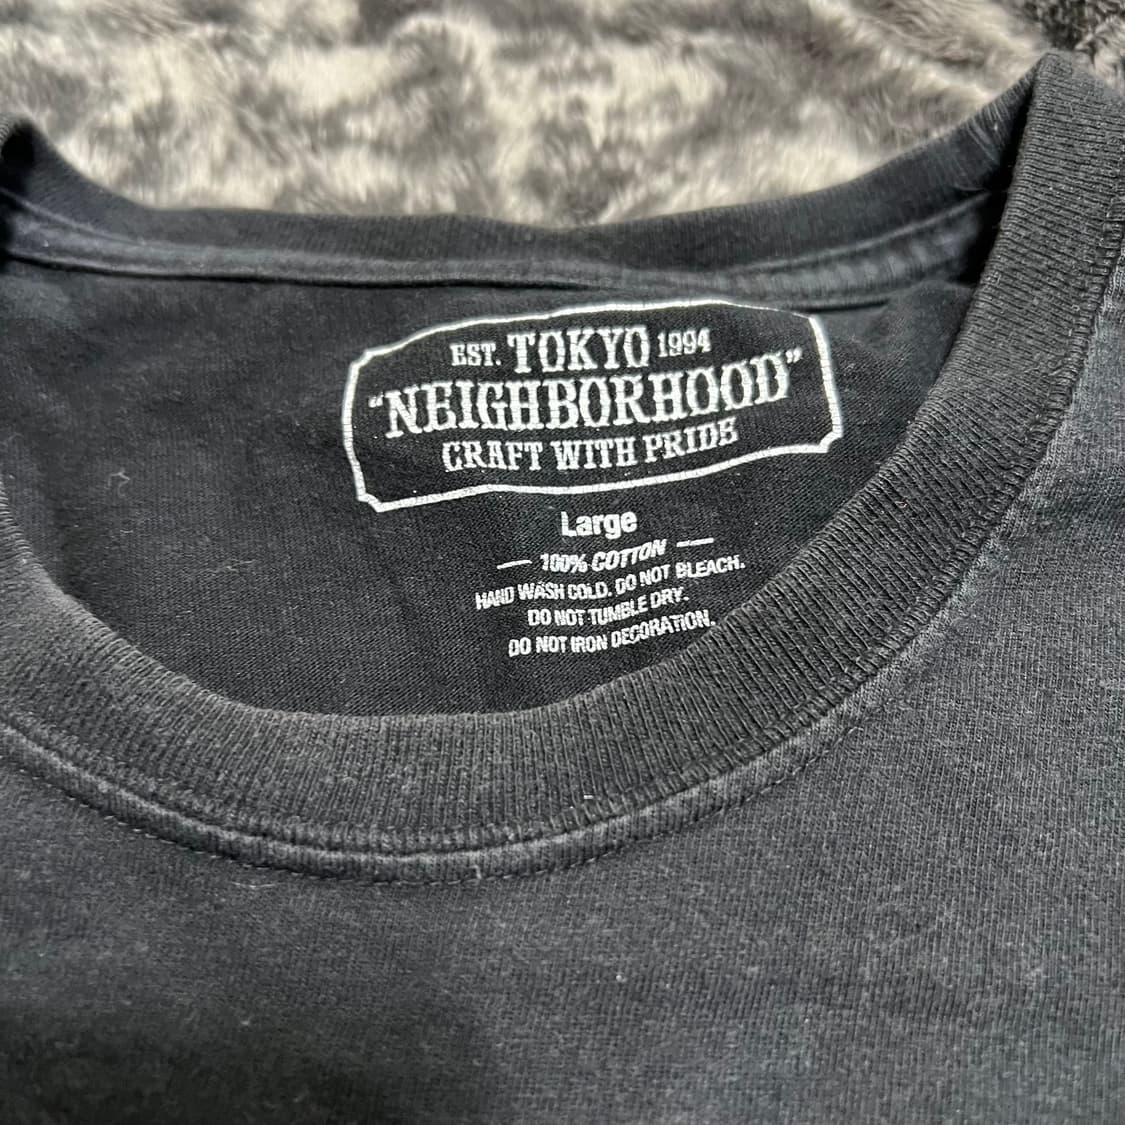 EST. TOKYO 1994
"NEIGHBORHOOD"
CRAFT WITH PRIDE
Large
— 100% COTTON —
HAND WASH COLD. DO NOT BLEACH.
DO NOT TUMBLE DRY.
DO NOT IRON DECORATION.